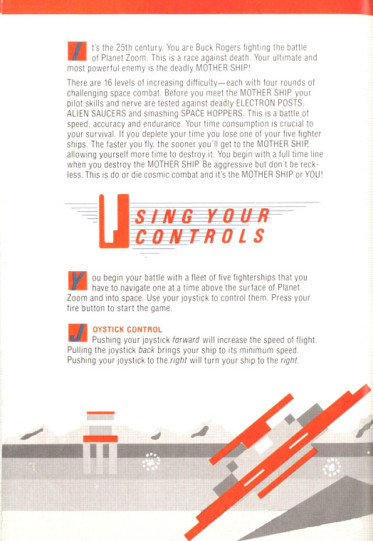 It's the 25th century. You are Buck Rogers fighting the battle
of Planet Zoom. This is a race against death. Your ultimate and
most powerful enemy is the deadly MOTHER SHIP!
There are 16 levels of increasing difficulty—each with four rounds of
challenging space combat. Before you meet the MOTHER SHIP, your
pilot skills and nerve are tested against deadly ELECTRON POSTS,
ALIEN SAUCERS and smashing SPACE HOPPERS. This is a battle of
speed, accuracy and endurance. Your time consumption is crucial to
your survival. If you deplete your time you lose one of your five fighter
ships. The faster you fly, the sooner you'll get to the MOTHER SHIP,
allowing yourself more time to destroy it. You begin with a full time line
when you destroy the MOTHER SHIP. Be aggressive but don't be reck-
less. This is do or die cosmic combat and it's the MOTHER SHIP or YOU!
USING YOUR
CONTROLS
You begin your battle with a fleet of five fighterships that you
have to navigate one at a time above the surface of Planet
Zoom and into space. Use your joystick to control them. Press your
fire button to start the game.
JOYSTICK CONTROL
Pushing your joystick forward will increase the speed of flight.
Pulling the joystick back brings your ship to its minimum speed.
Pushing your joystick to the right will turn your ship to the right.